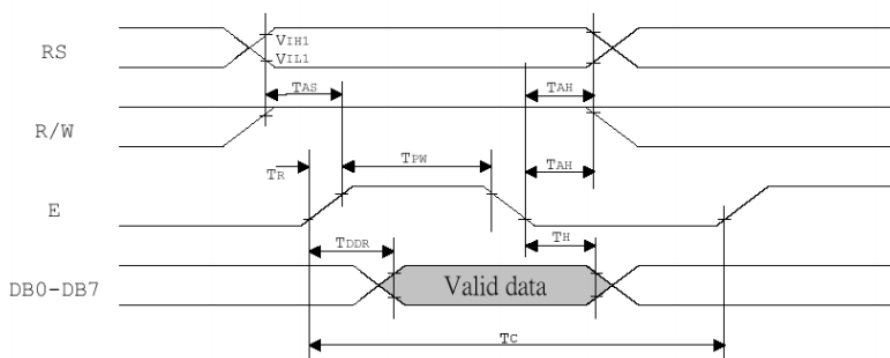 RS
VIH1
VIL1
TAS
TAH
R/W
TPW
TAH
TR
E
TDDR
TH
DB0-DB7
Valid data
TC